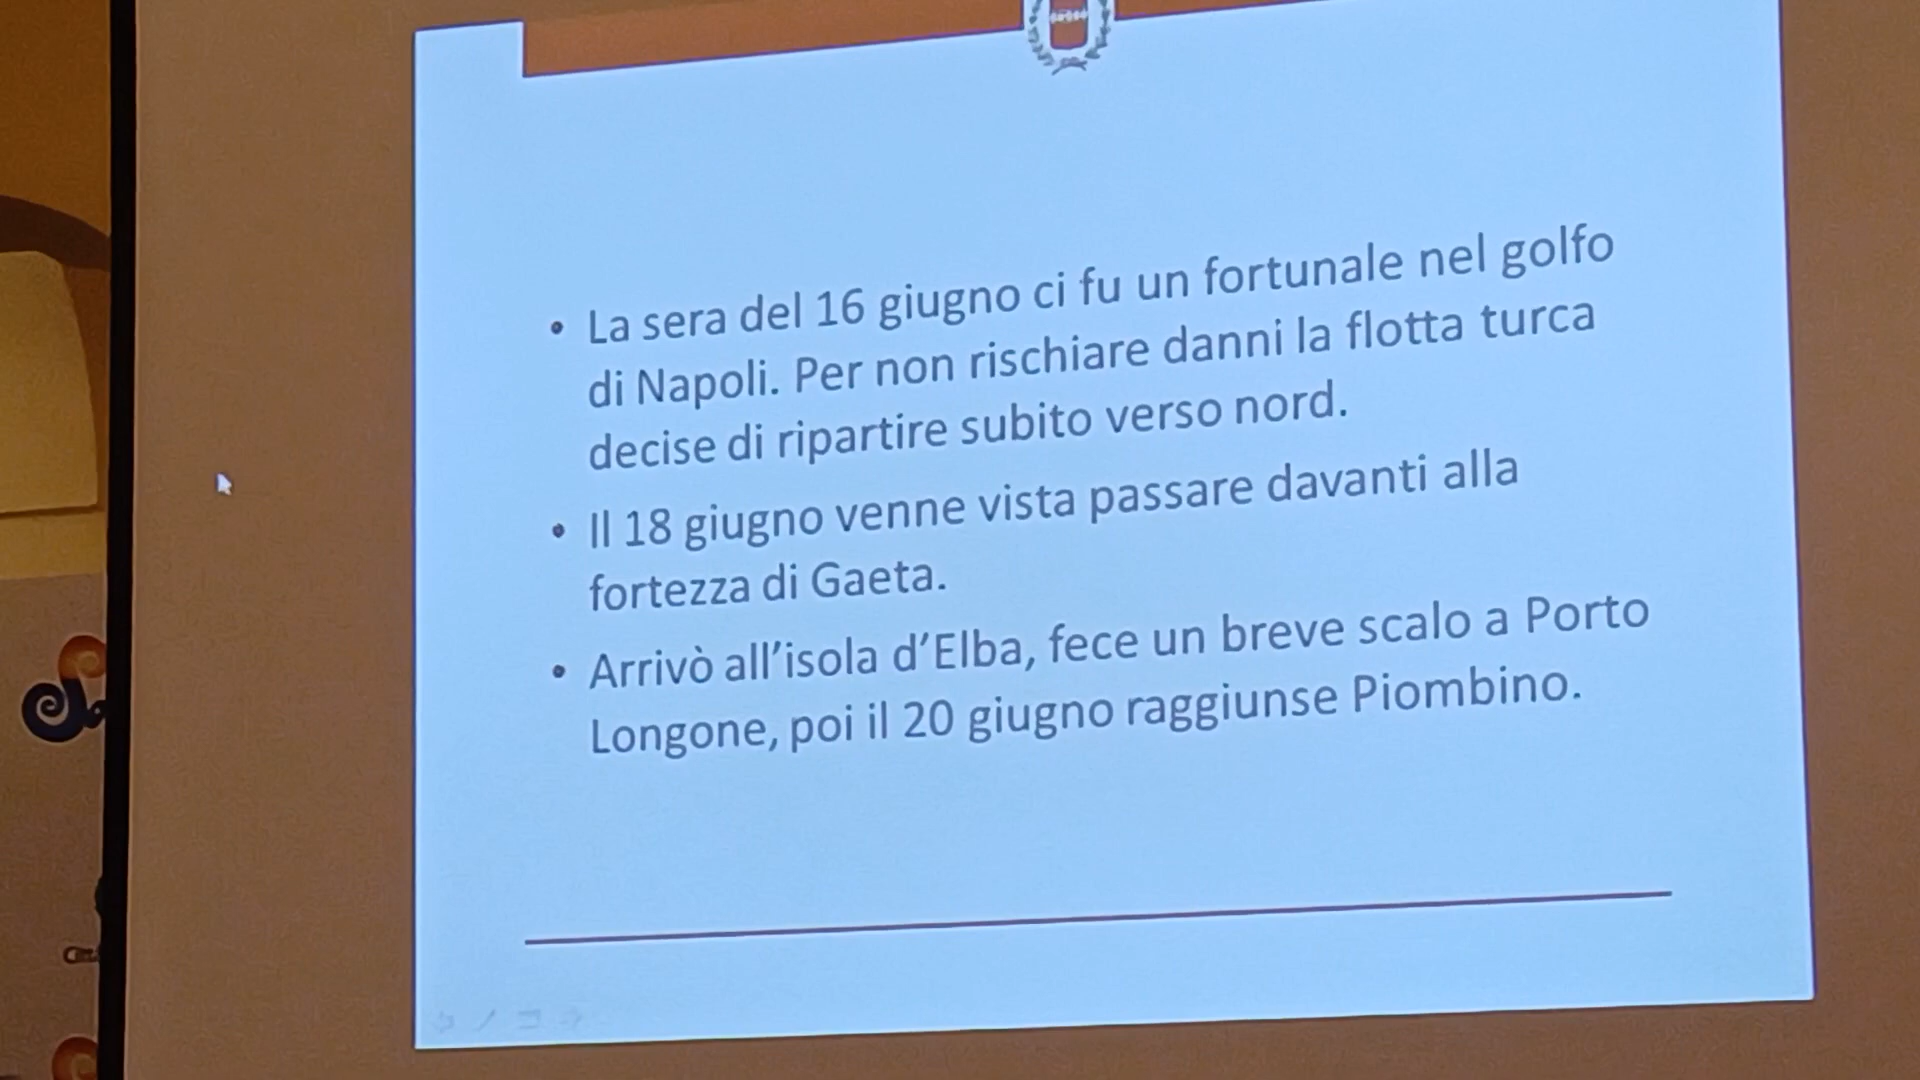 • La sera del 16 giugno ci fu un fortunale nel golfo
di Napoli. Per non rischiare danni la flotta turca
decise di ripartire subito verso nord.
• Il 18 giugno venne vista passare davanti alla
fortezza di Gaeta.
• Arrivò all'isola d'Elba, fece un breve scalo a Porto
Longone, poi il 20 giugno raggiunse Piombino.